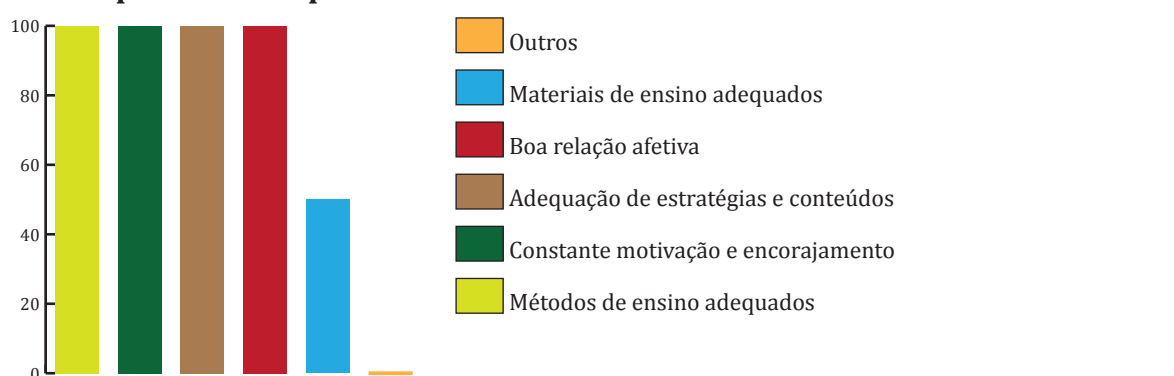 100
80
60
40
20
0
Outros
Materiais de ensino adequados
Boa relação afetiva
Adequação de estratégias e conteúdos
Constante motivação e encorajamento
Métodos de ensino adequados